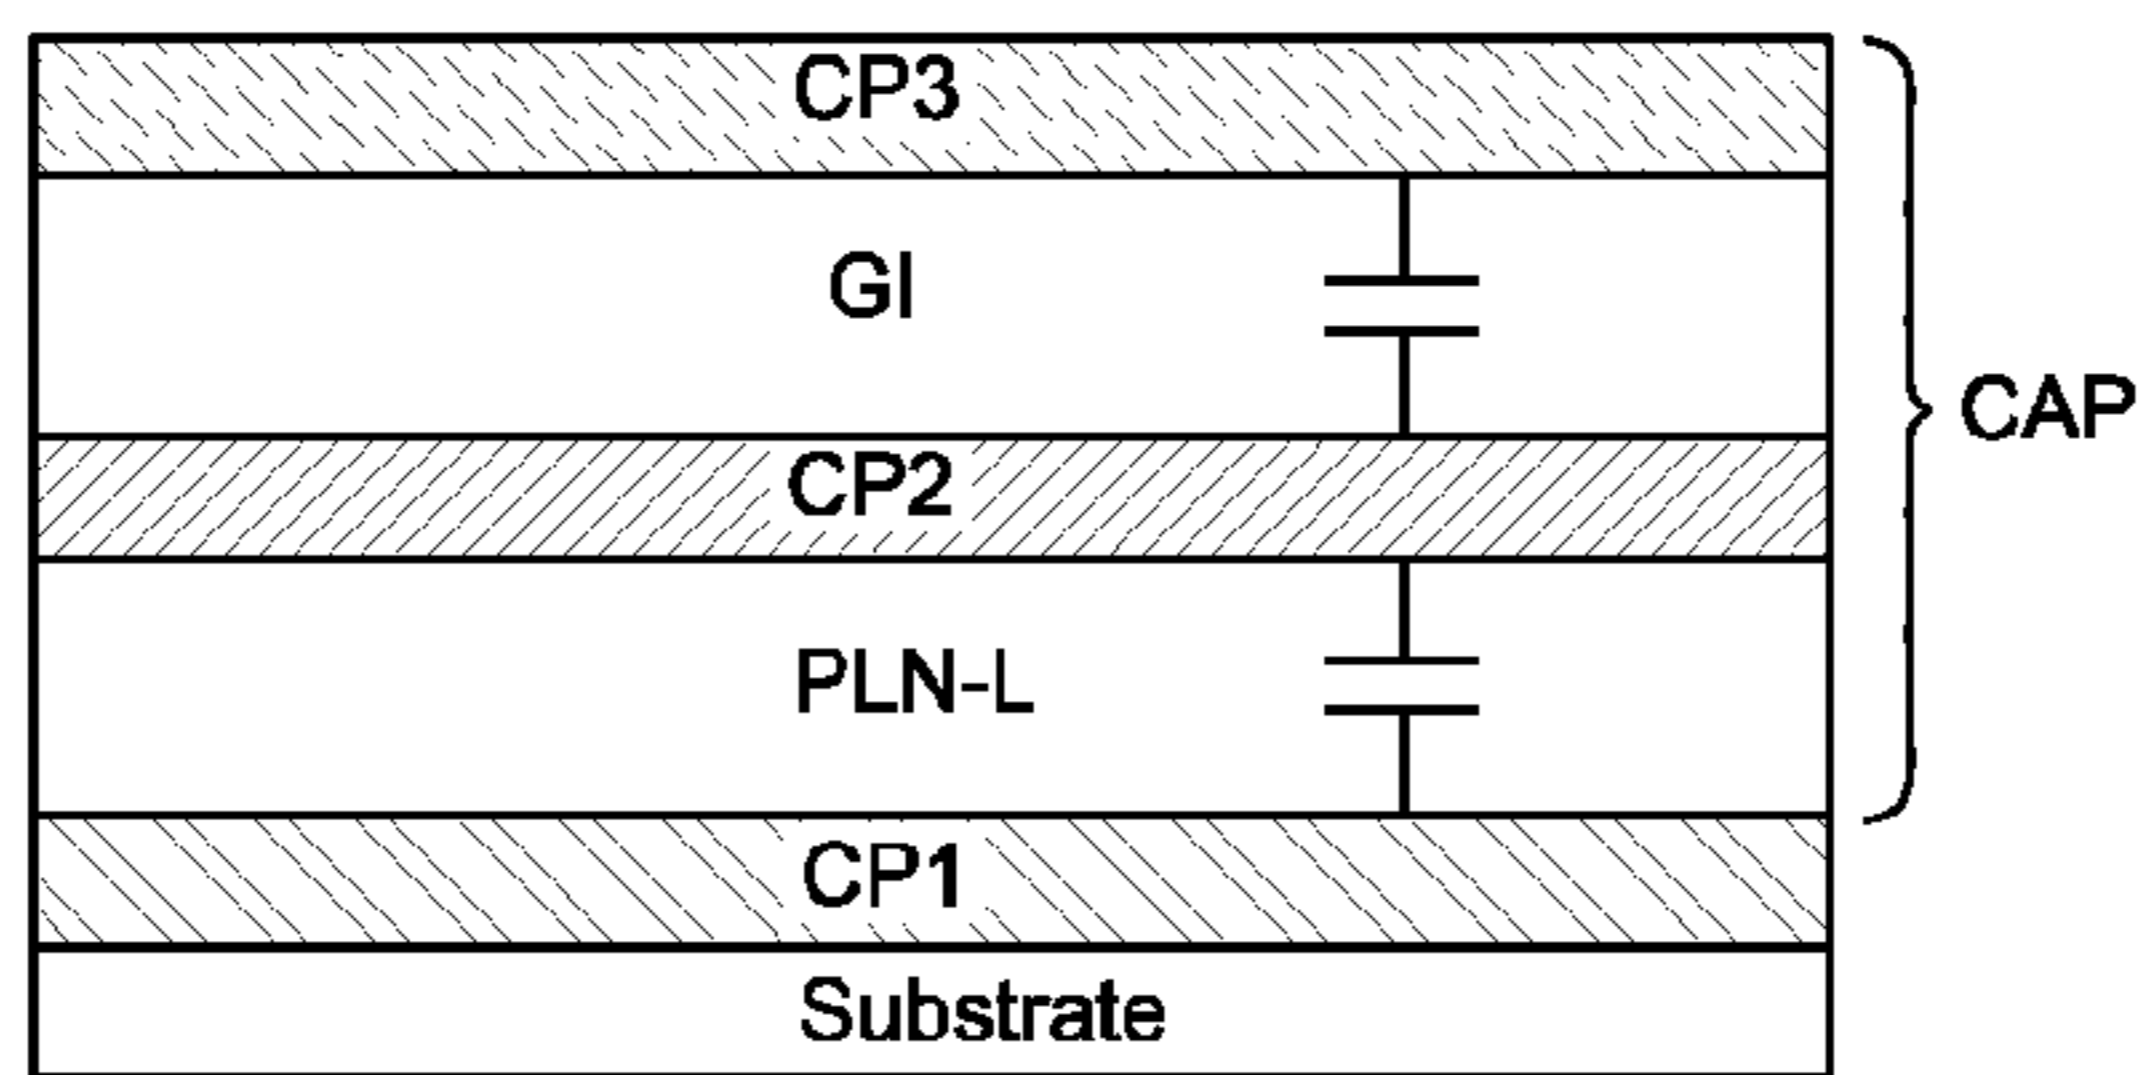 CP3
GI
CAP
CP2
PLN-L
CP1
Substrate